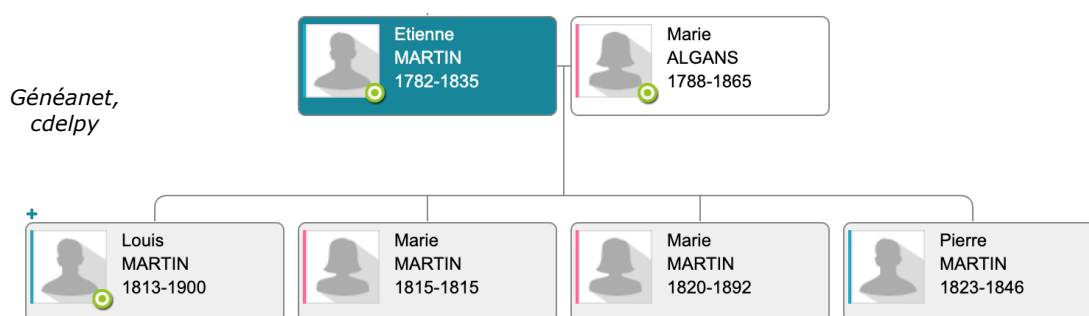 Etienne
MARTIN
1782-1835
Marie
ALGANS
1788-1865
Généanet,
cdelpy
Louis
MARTIN
1813-1900
Marie
MARTIN
1815-1815
Marie
MARTIN
1820-1892
Pierre
MARTIN
1823-1846